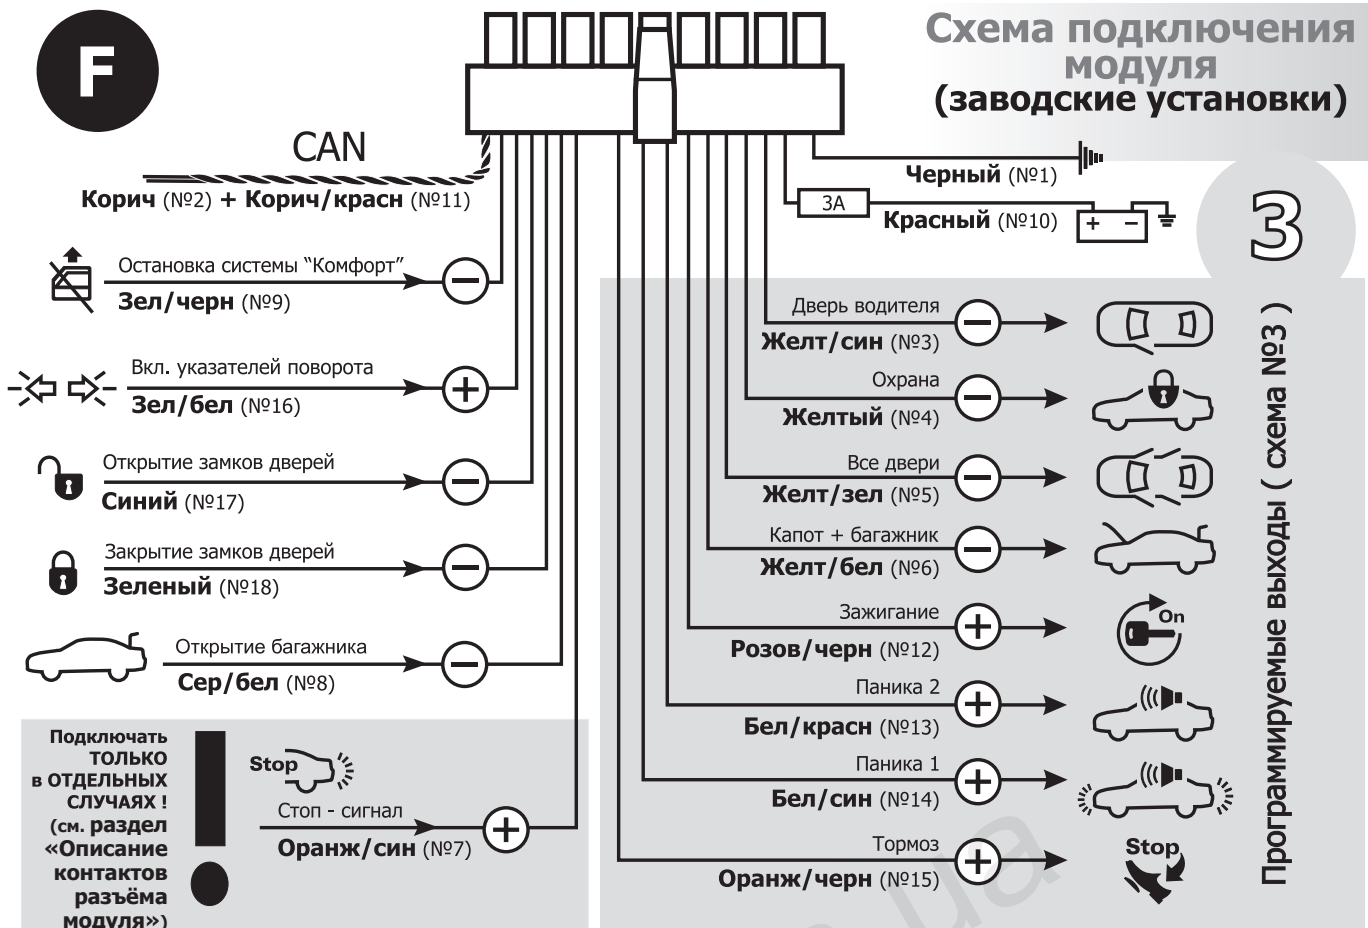 F
Схема подключения
модуля
(заводские установки)
CAN
Корич (№2) + Корич/красн (№11)
Черный (№1)
3А
Красный (№10)
+ −
3
Остановка системы “Комфорт”
Зел/черн (№9)
−
Вкл. указателей поворота
Зел/бел (№16)
+
Открытие замков дверей
Синий (№17)
−
Закрытие замков дверей
Зеленый (№18)
−
Открытие багажника
Сер/бел (№8)
−
Подключать
ТОЛЬКО
в ОТДЕЛЬНЫХ
СЛУЧАЯХ !
(см. раздел
«Описание
контактов
разъёма
модуля»)
!
Stop
Стоп - сигнал
Оранж/син (№7)
+
Дверь водителя
Желт/син (№3)
−
Охрана
Желтый (№4)
−
Все двери
Желт/зел (№5)
−
Капот + багажник
Желт/бел (№6)
−
Зажигание
Розов/черн (№12)
+
On
Паника 2
Бел/красн (№13)
+
Паника 1
Бел/син (№14)
+
Тормоз
Оранж/черн (№15)
+
Stop
Программируемые выходы ( схема №3 )
ua